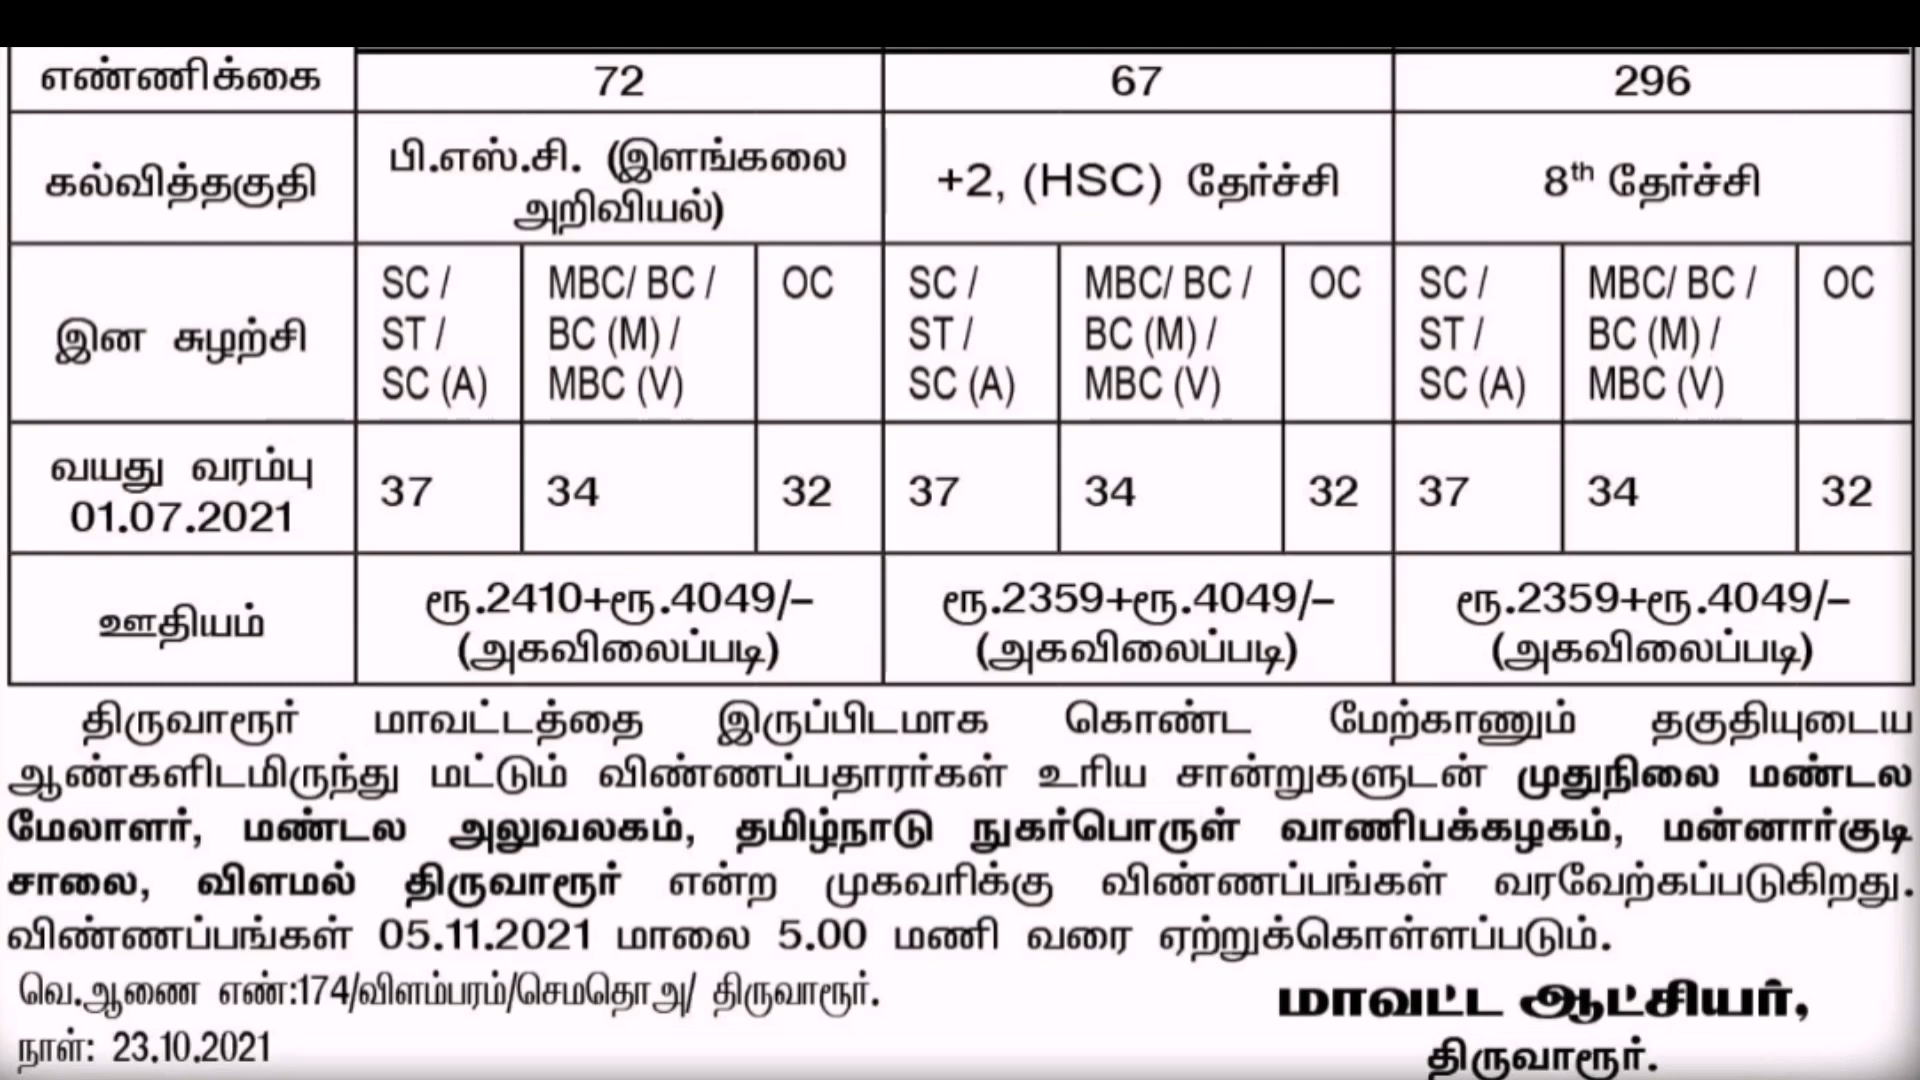 எண்ணிக்கை 72 67 296
கல்வித்தகுதி பி.எஸ்.சி. (இளங்கலை அறிவியல்) +2, (HSC) தேர்ச்சி 8th தேர்ச்சி
இன சுழற்சி SC / ST / SC (A) MBC/ BC / BC (M) / MBC (V) OC SC / ST / SC (A) MBC/ BC / BC (M) / MBC (V) OC SC / ST / SC (A) MBC/ BC / BC (M) / MBC (V) OC
வயது வரம்பு 01.07.2021 37 34 32 37 34 32 37 34 32
ஊதியம் ரூ.2410+ரூ.4049/– (அகவிலைப்படி) ரூ.2359+ரூ.4049/– (அகவிலைப்படி) ரூ.2359+ரூ.4049/– (அகவிலைப்படி)
திருவாரூர் மாவட்டத்தை இருப்பிடமாக கொண்ட மேற்காணும் தகுதியுடைய
ஆண்களிடமிருந்து மட்டும் விண்ணப்பதாரர்கள் உரிய சான்றுகளுடன் முதுநிலை மண்டல
மேலாளர், மண்டல அலுவலகம், தமிழ்நாடு நுகர்பொருள் வாணிபக்கழகம், மன்னார்குடி
சாலை, விளமல் திருவாரூர் என்ற முகவரிக்கு விண்ணப்பங்கள் வரவேற்கப்படுகிறது.
விண்ணப்பங்கள் 05.11.2021 மாலை 5.00 மணி வரை ஏற்றுக்கொள்ளப்படும்.
வெ.ஆணை எண்:174/விளம்பரம்/செமதொஅ/ திருவாரூர்.
நாள்: 23.10.2021
மாவட்ட ஆட்சியர்,
திருவாரூர்.